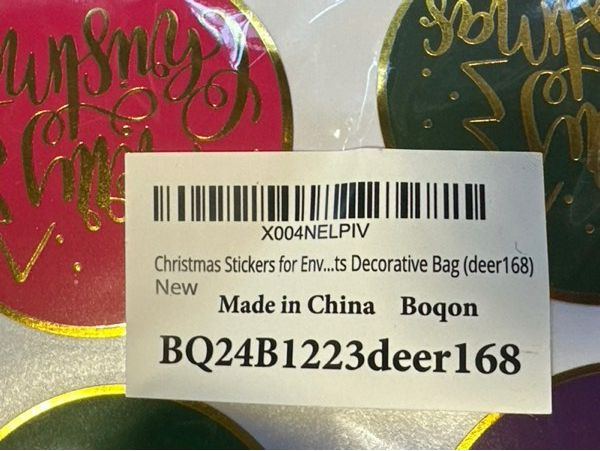 X004NELPIV
Christmas Stickers for Env...ts Decorative Bag (deer168)
New
Made in China Boqon
BQ24B1223deer168